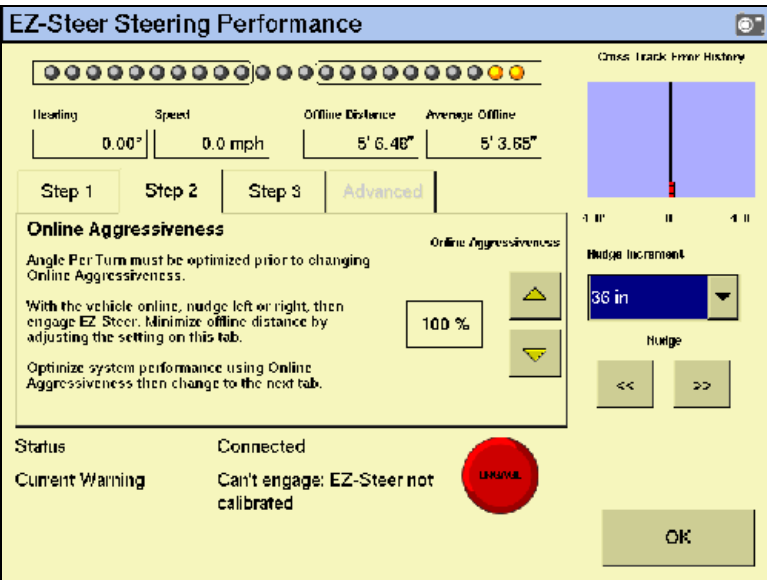 EZ-Steer Steering Performance
Cross Track Error History
Heading Speed Offline Distance Average Offline
0.00° 0.0 mph 5' 6.48" 5' 3.65"
Step 1 Step 2 Step 3 Advanced
Online Aggressiveness
Online Aggressiveness
Angle Per Turn must be optimized prior to changing
Online Aggressiveness.
With the vehicle online, nudge left or right, then
engage EZ Steer. Minimize offline distance by
adjusting the setting on this tab.
100 %
Optimize system performance using Online
Aggressiveness then change to the next tab.
Nudge Increment
36 in
Nudge
<< >>
Status Connected
Current Warning Can't engage: EZ-Steer not
calibrated
ENGAGE
OK